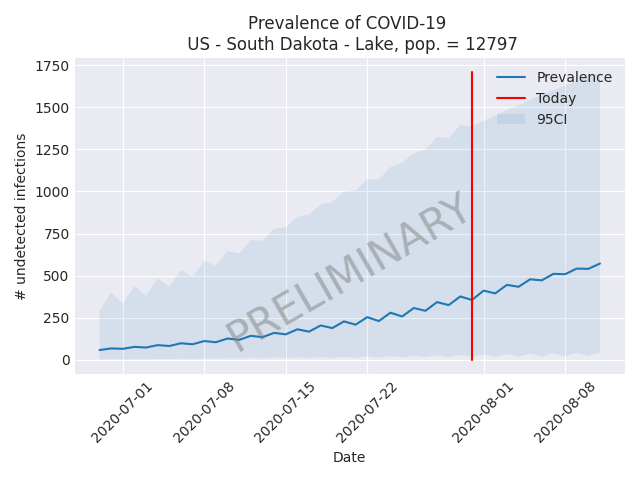 Prevalence of COVID-19
US - South Dakota - Lake, pop. = 12797
# undetected infections
1750
1500
1250
1000
750
500
250
0
Prevalence
Today
95CI
PRELIMINARY
2020-07-01
2020-07-08
2020-07-15
2020-07-22
2020-08-01
2020-08-08
Date